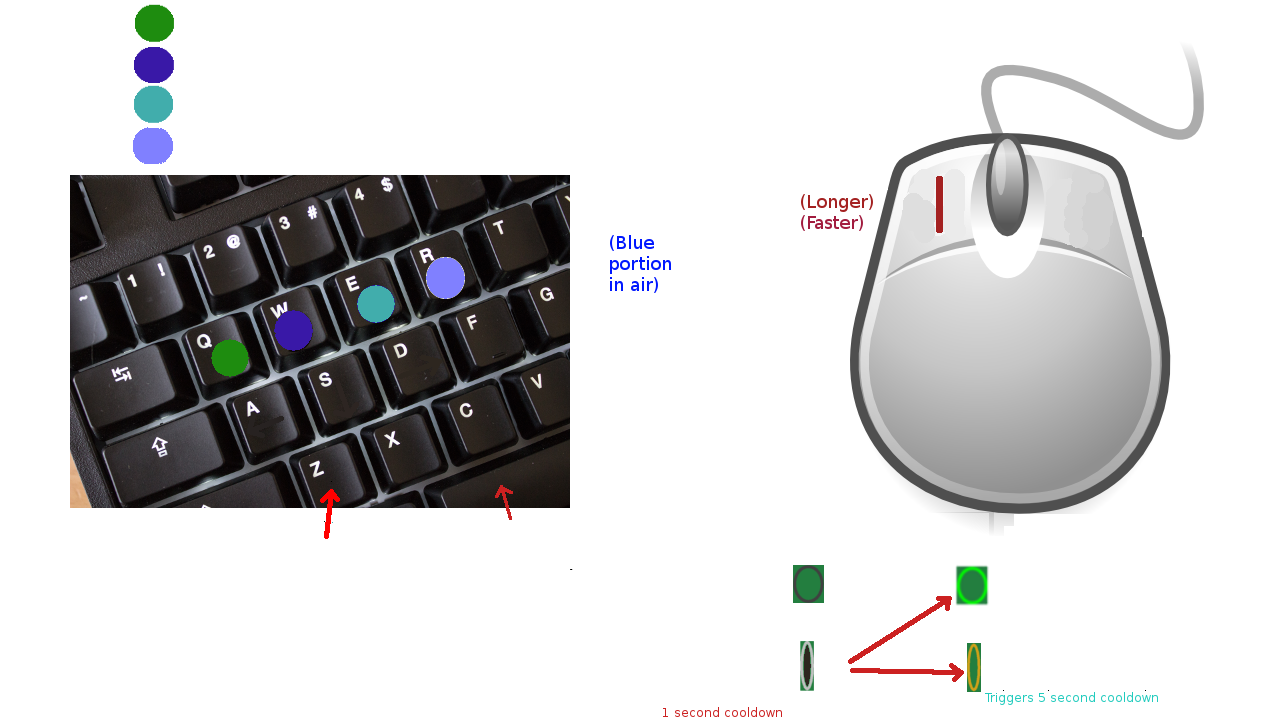 4 $
3 #
2 @
1 !
~
T
R
E
W
Q
G
F
D
S
A
V
C
X
Z
(Blue
portion
in air)
(Longer)
(Faster)
Triggers 5 second cooldown
1 second cooldown